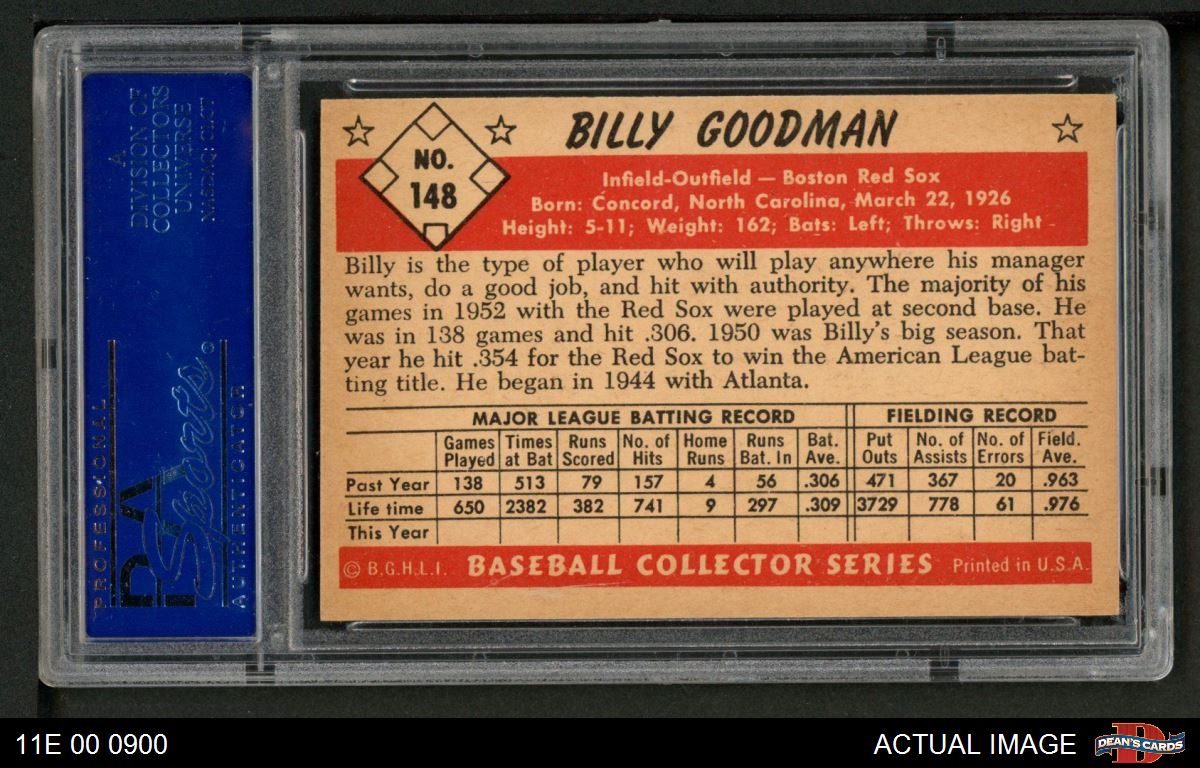 A
DIVISION OF
COLLECTORS
UNIVERSE
NASDAQ: CLCT
PROFESSIONAL
PSA
Sports
AUTHENTICATOR
NO.
148
BILLY GOODMAN
Infield-Outfield — Boston Red Sox
Born: Concord, North Carolina, March 22, 1926
Height: 5-11; Weight: 162; Bats: Left; Throws: Right
Billy is the type of player who will play anywhere his manager
wants, do a good job, and hit with authority. The majority of his
games in 1952 with the Red Sox were played at second base. He
was in 138 games and hit .306. 1950 was Billy's big season. That
year he hit .354 for the Red Sox to win the American League bat-
ting title. He began in 1944 with Atlanta.
MAJOR LEAGUE BATTING RECORD FIELDING RECORD
Games Times Runs No. of Home Runs Bat. Put No. of No. of Field.
Played at Bat Scored Hits Runs Bat. In Ave. Outs Assists Errors Ave.
Past Year 138 513 79 157 4 56 .306 471 367 20 .963
Life time 650 2382 382 741 9 297 .309 3729 778 61 .976
This Year
© B.G.H.L.I. BASEBALL COLLECTOR SERIES Printed in U.S.A.
11E 00 0900
ACTUAL IMAGE
D
DEAN'S CARDS